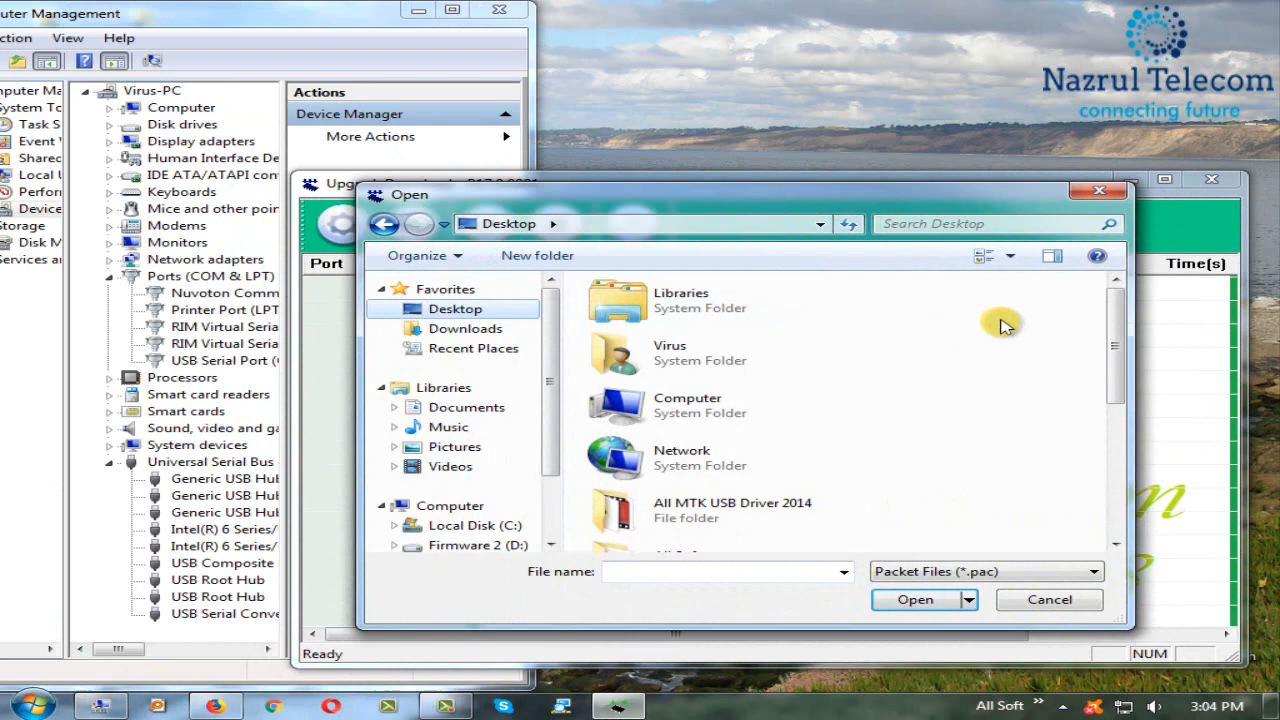 uter Management
ction View Help
mputer Ma
System To
Task S
Event V
Shared
Local U
Perforn
Device
Storage
Disk M
Services ar
Virus-PC
Computer
Disk drives
Display adapters
Human Interface De
IDE ATA/ATAPI con
Keyboards
Mice and other poin
Modems
Monitors
Network adapters
Ports (COM & LPT)
Nuvoton Comm
Printer Port (LPT
RIM Virtual Seria
RIM Virtual Seria
USB Serial Port (
Processors
Smart card readers
Smart cards
Sound, video and ga
System devices
Universal Serial Bus
Generic USB Hub
Generic USB Hub
Generic USB Hub
Intel(R) 6 Series/
Intel(R) 6 Series/
USB Composite
USB Root Hub
USB Root Hub
USB Serial Conve
Actions
Device Manager
More Actions
Nazrul Telecom
connecting future
Port
Time(s)
Open
Desktop
Search Desktop
Organize
New folder
Favorites
Desktop
Downloads
Recent Places
Libraries
Documents
Music
Pictures
Videos
Computer
Local Disk (C:)
Firmware 2 (D:)
Libraries
System Folder
Virus
System Folder
Computer
System Folder
Network
System Folder
All MTK USB Driver 2014
File folder
File name:
Packet Files (*.pac)
Open
Cancel
Ready
NUM
All Soft
3:04 PM